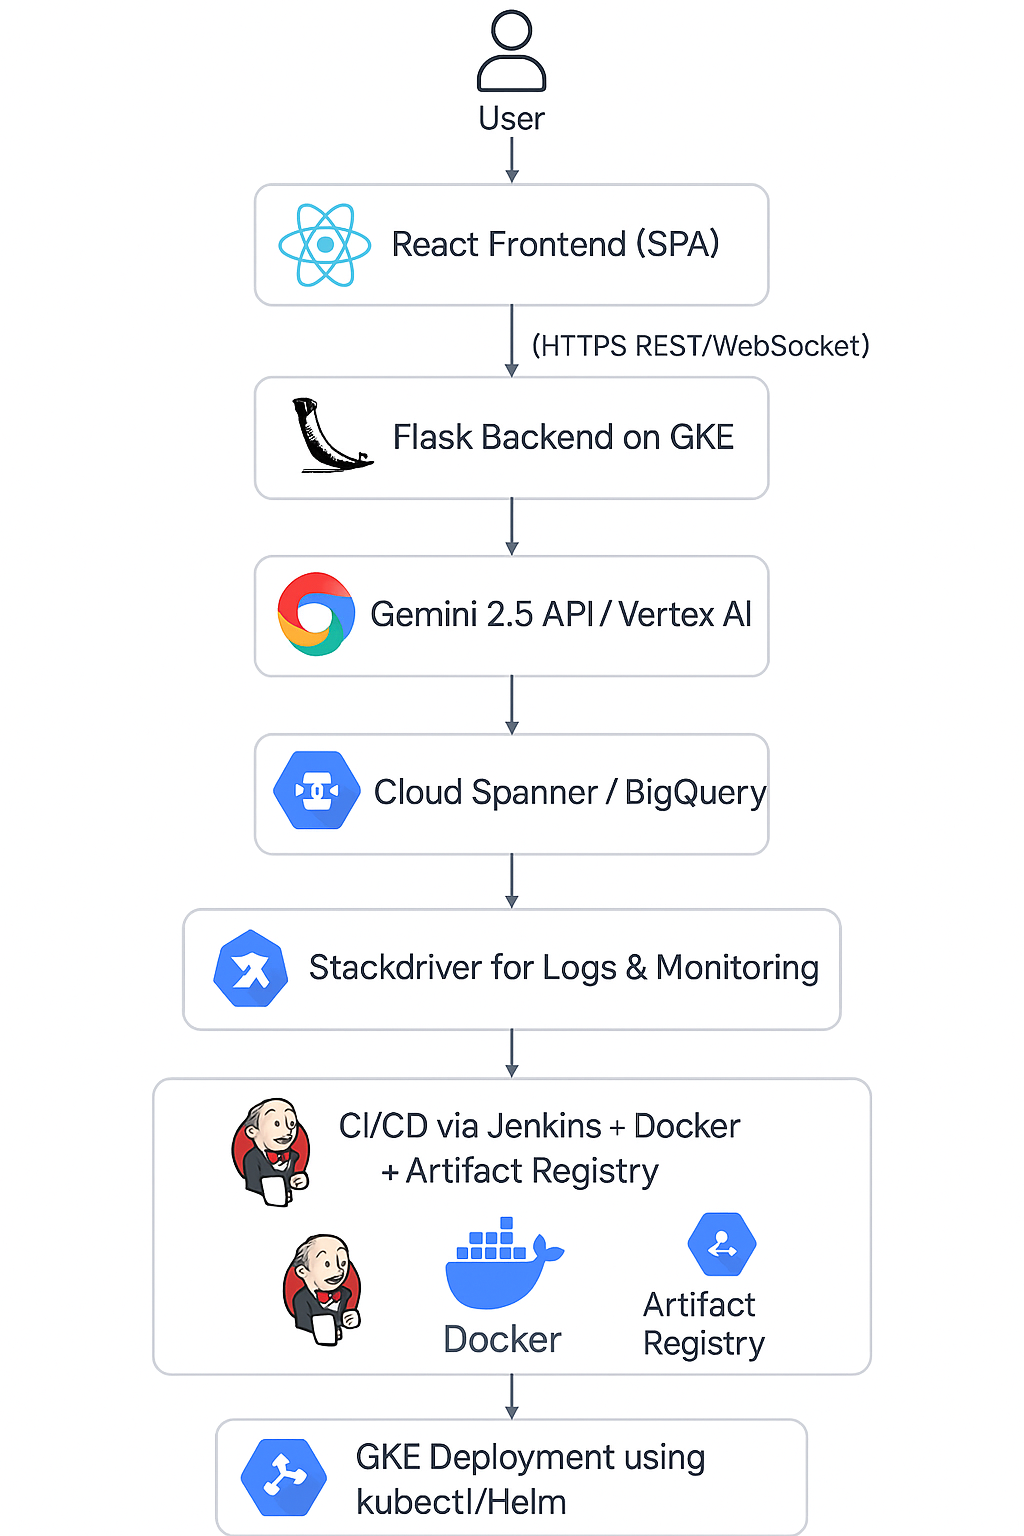 User
React Frontend (SPA)
(HTTPS REST/WebSocket)
Flask Backend on GKE
Gemini 2.5 API / Vertex AI
Cloud Spanner / BigQuery
Stackdriver for Logs & Monitoring
CI/CD via Jenkins + Docker
+ Artifact Registry
Docker
Artifact
Registry
GKE Deployment using
kubectl/Helm